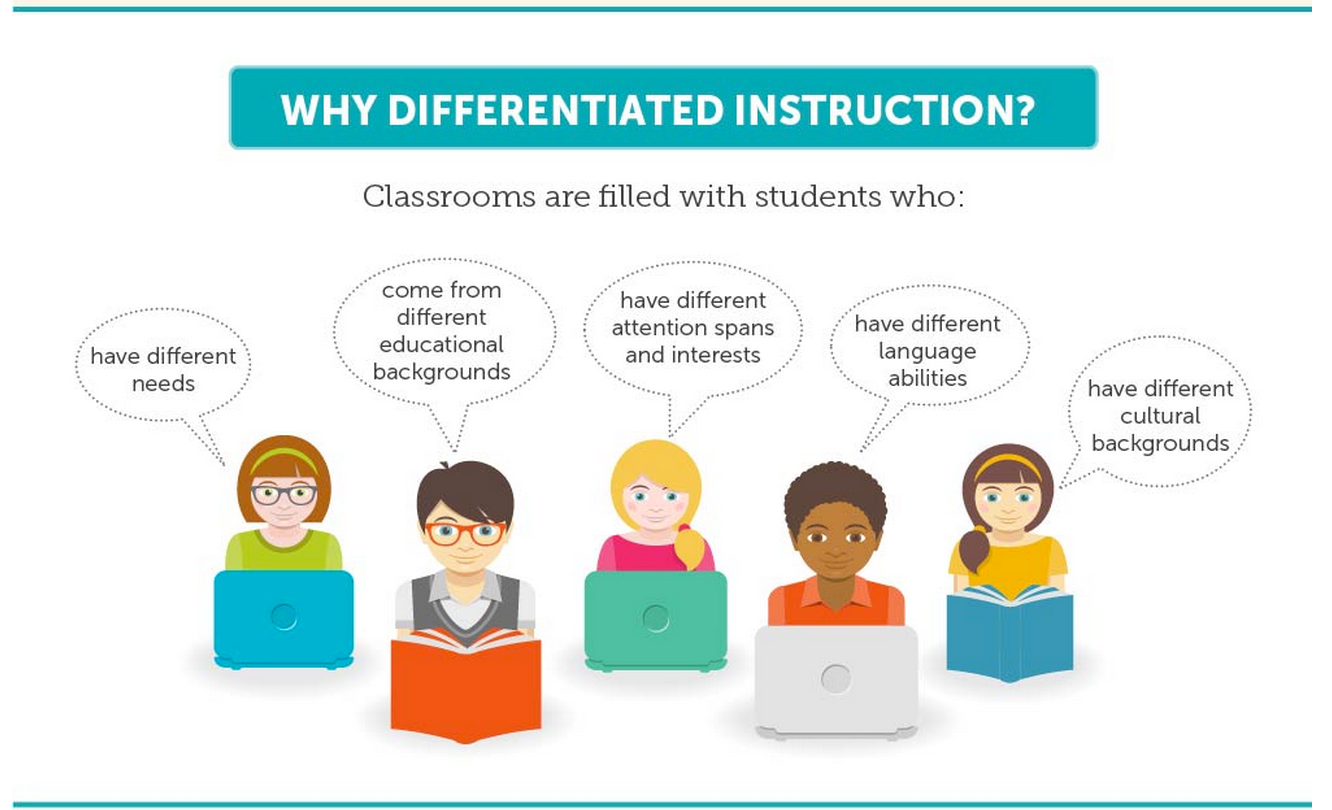 WHY DIFFERENTIATED INSTRUCTION?
Classrooms are filled with students who:
have different
needs
come from
different
educational
backgrounds
have different
attention spans
and interests
have different
language
abilities
have different
cultural
backgrounds